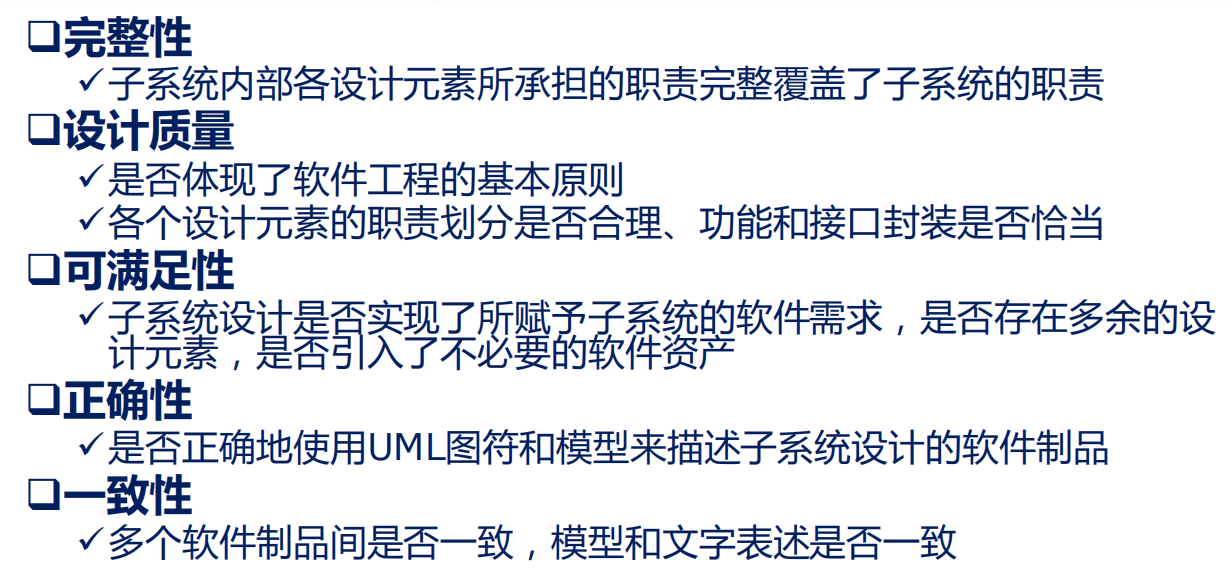 ❑完整性
✓子系统内部各设计元素所承担的职责完整覆盖了子系统的职责
❑设计质量
✓是否体现了软件工程的基本原则
✓各个设计元素的职责划分是否合理、功能和接口封装是否恰当
❑可满足性
✓子系统设计是否实现了所赋予子系统的软件需求，是否存在多余的设
计元素，是否引入了不必要的软件资产
❑正确性
✓是否正确地使用UML图符和模型来描述子系统设计的软件制品
❑一致性
✓多个软件制品间是否一致，模型和文字表述是否一致